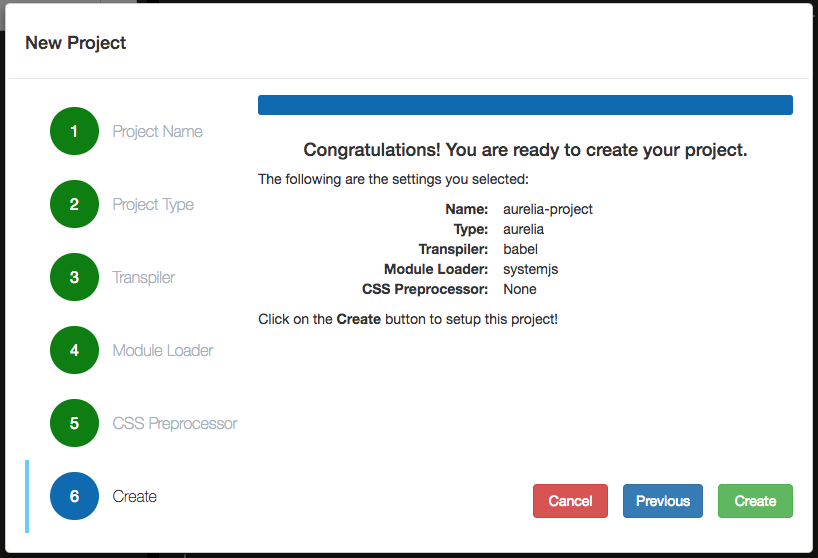 New Project
1 Project Name
2 Project Type
3 Transpiler
4 Module Loader
5 CSS Preprocessor
6 Create
Congratulations! You are ready to create your project.
The following are the settings you selected:
Name: aurelia-project
Type: aurelia
Transpiler: babel
Module Loader: systemjs
CSS Preprocessor: None
Click on the Create button to setup this project!
Cancel Previous Create